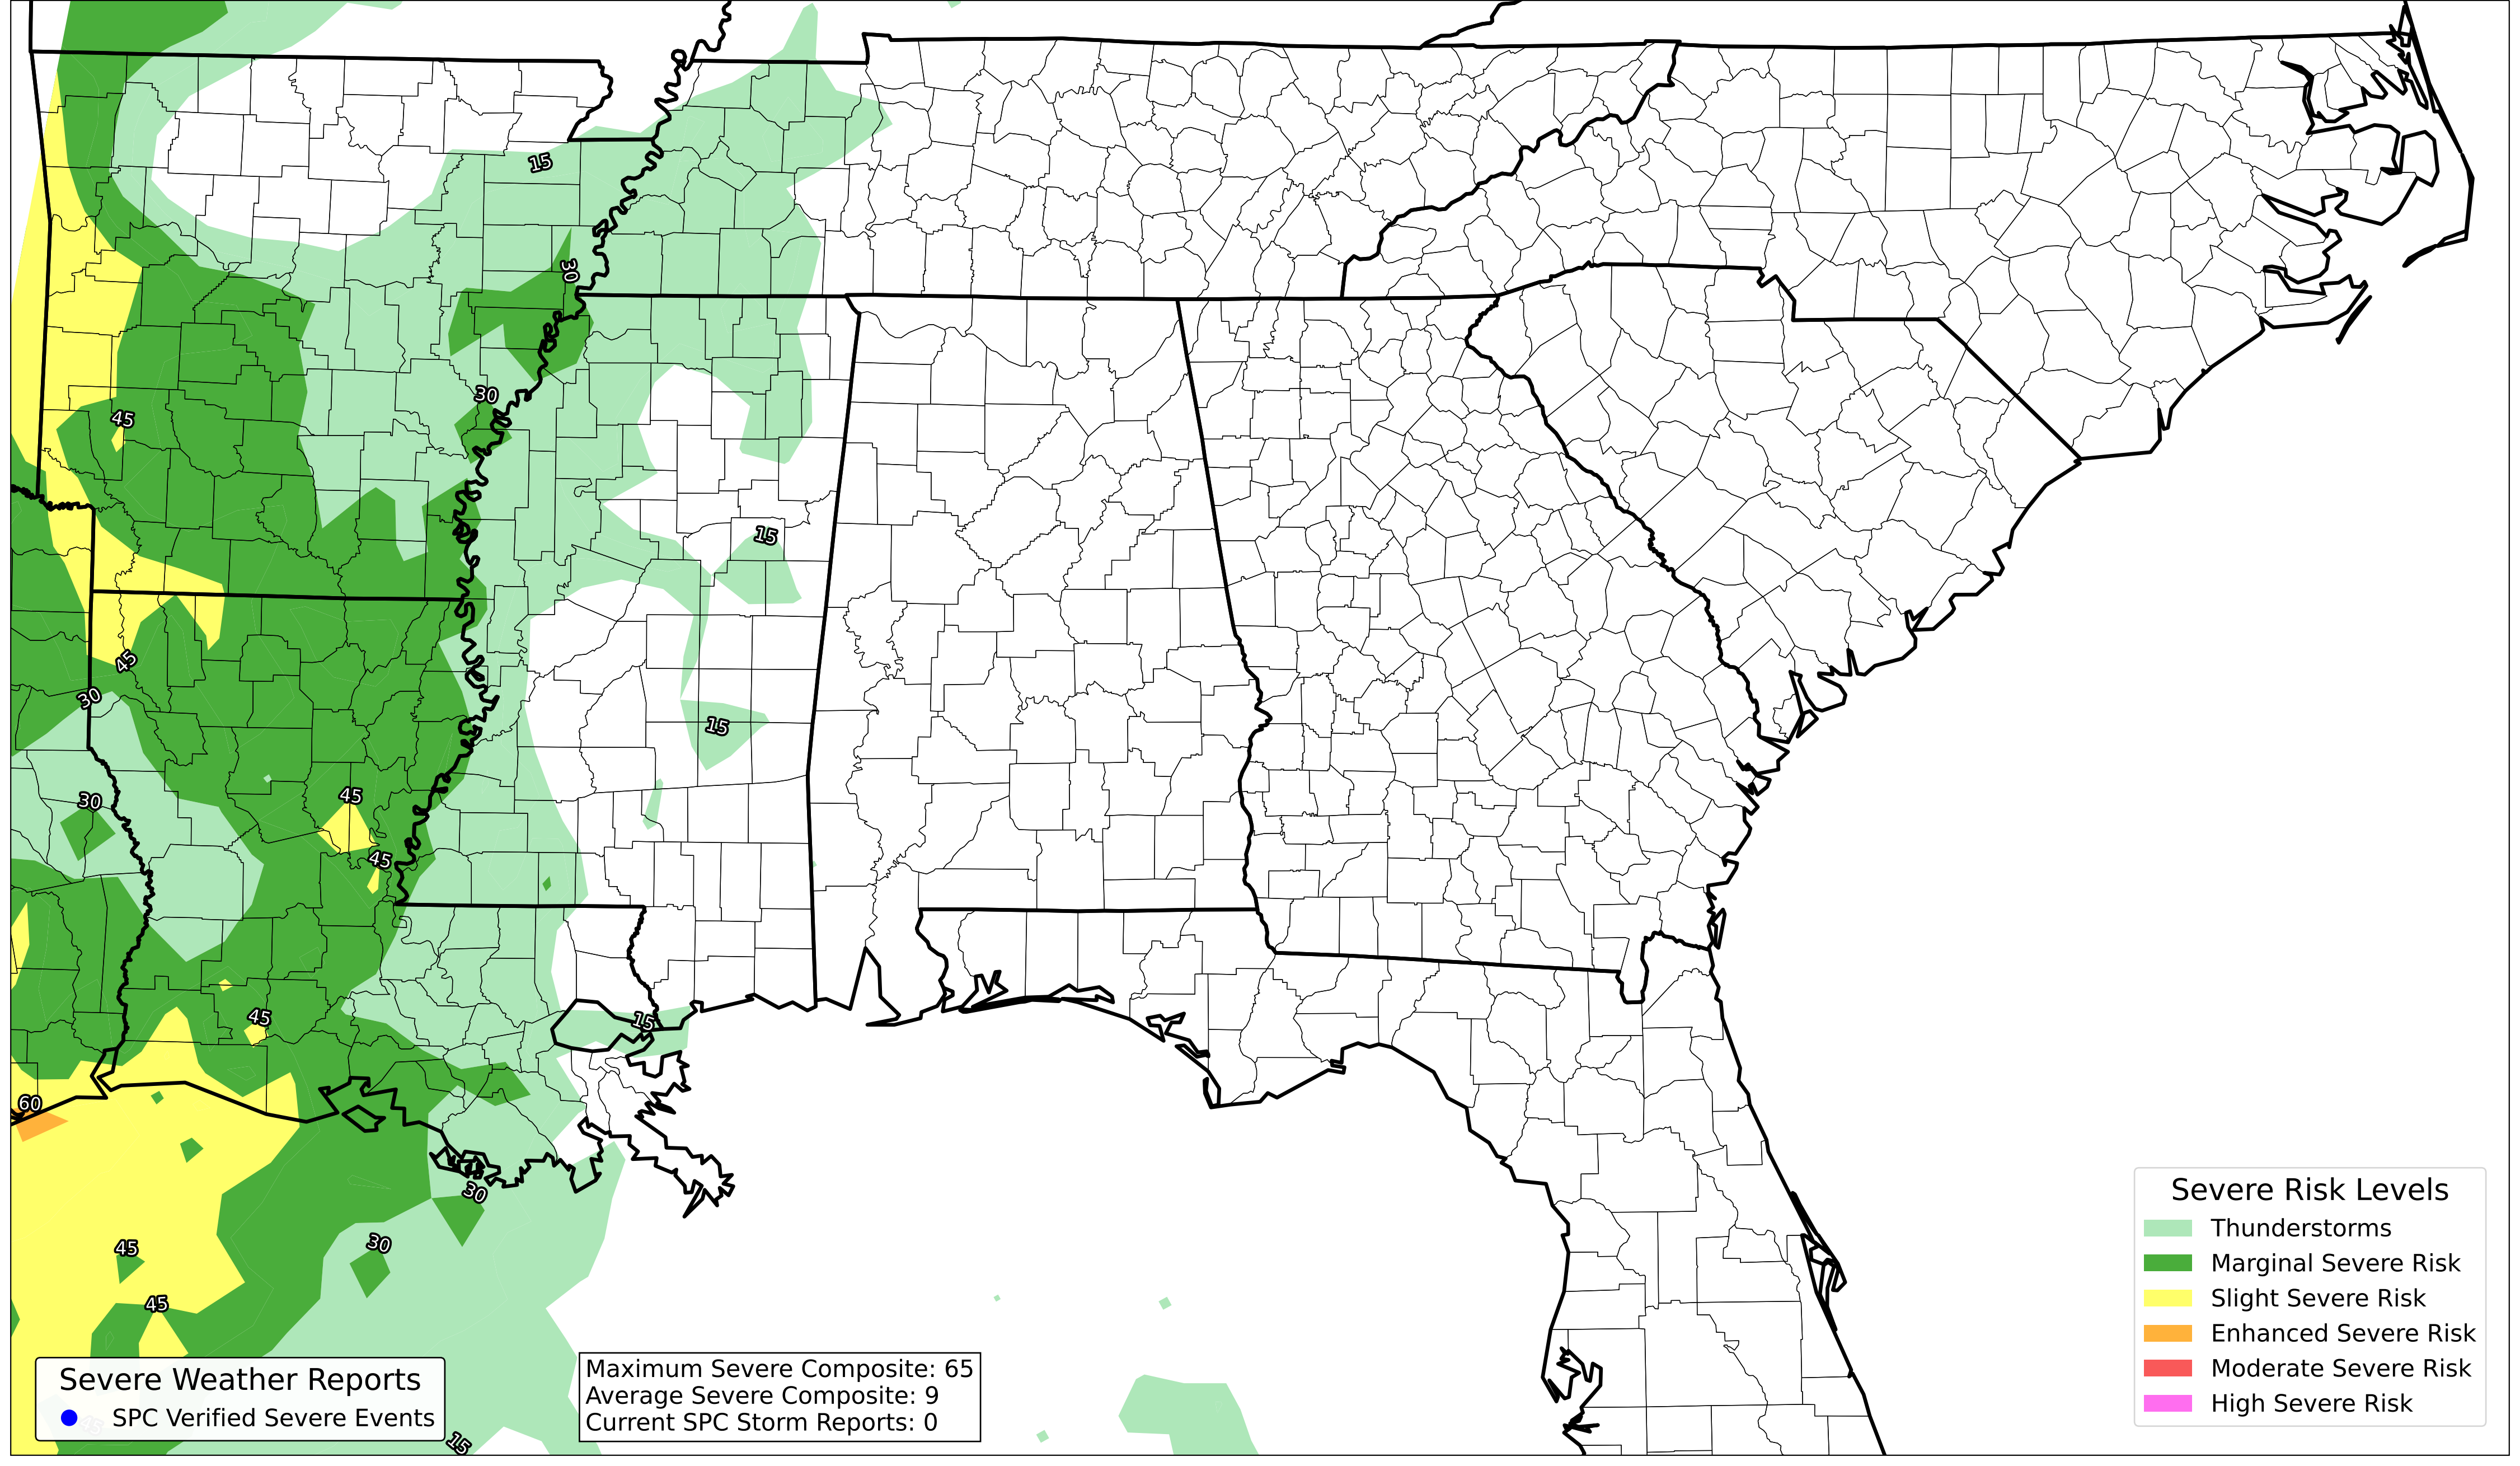 15
30
30
45
15
45
30
15
45
30
45
15
45
60
30
30
45
45
15
45
Severe Weather Reports
SPC Verified Severe Events
Maximum Severe Composite: 65
Average Severe Composite: 9
Current SPC Storm Reports: 0
Severe Risk Levels
Thunderstorms
Marginal Severe Risk
Slight Severe Risk
Enhanced Severe Risk
Moderate Severe Risk
High Severe Risk